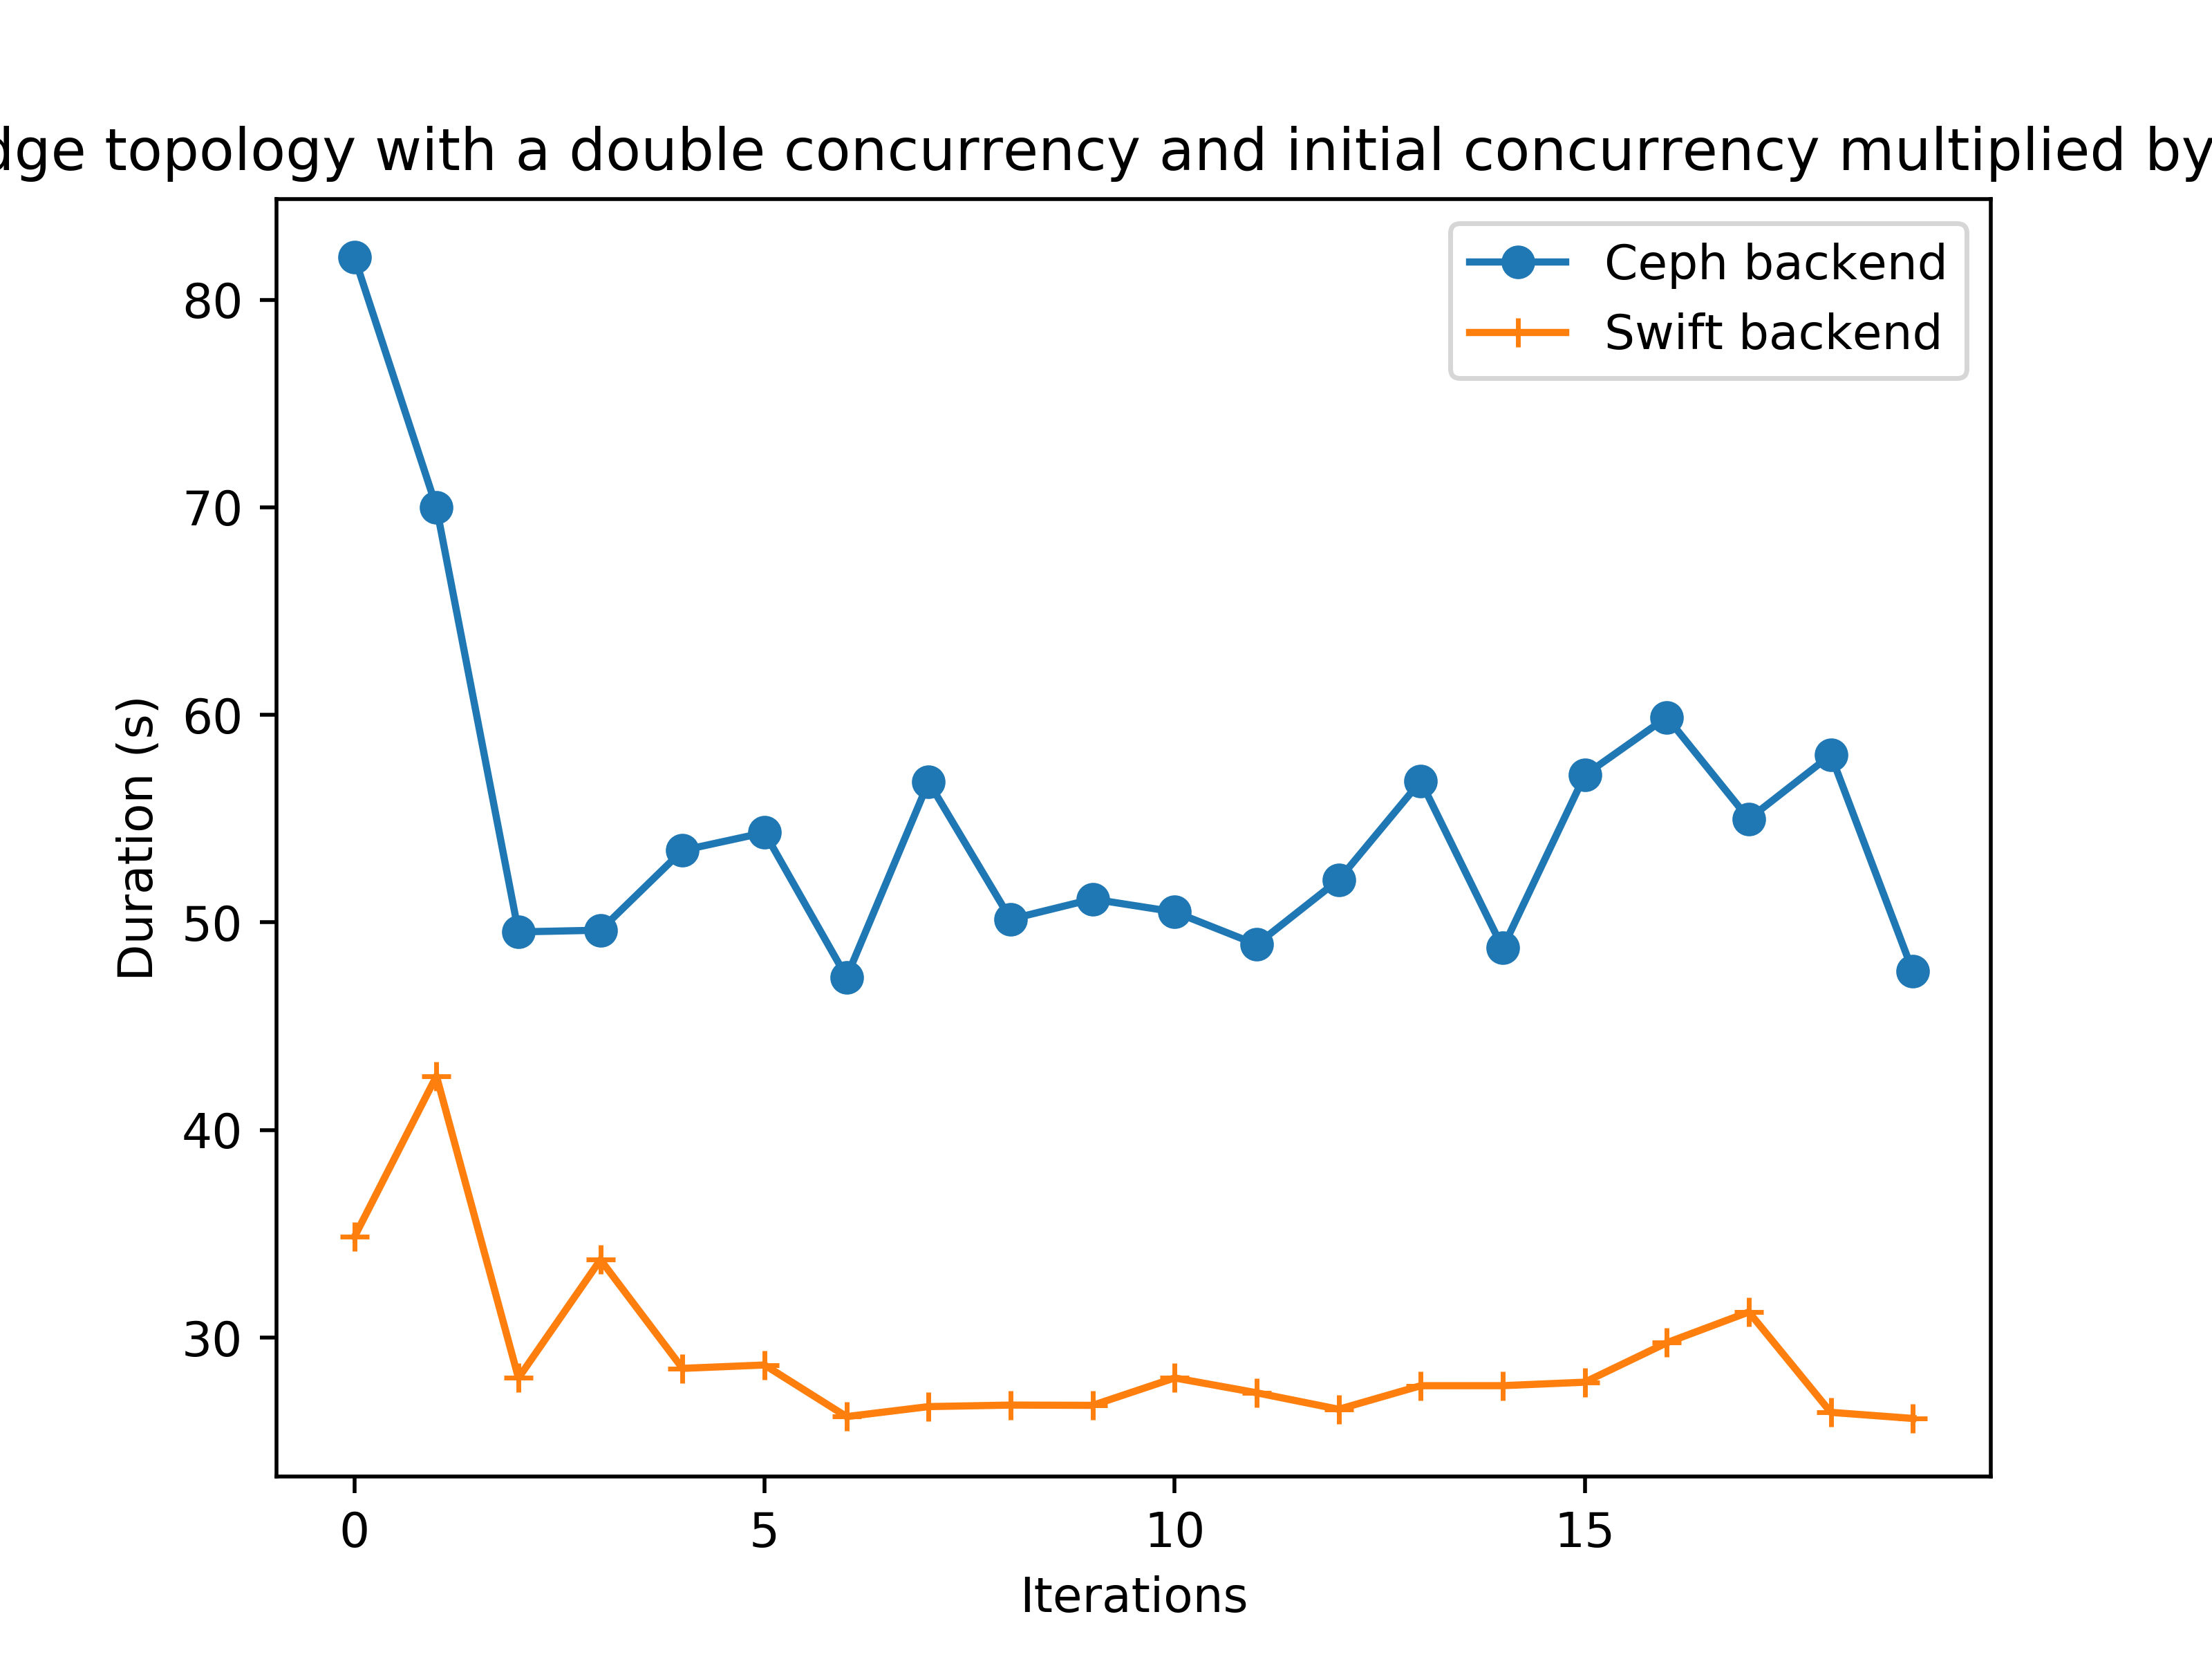 dge topology with a double concurrency and initial concurrency multiplied by
Ceph backend
Swift backend
80
70
60
50
40
30
Duration (s)
0 5 10 15
Iterations